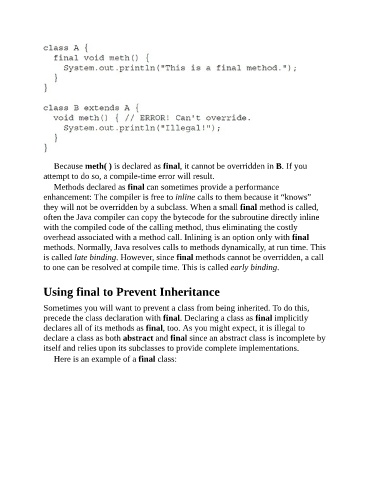 class A {
  final void meth() {
    System.out.println("This is a final method.");
  }
}

class B extends A {
  void meth() { // ERROR! Can't override.
    System.out.println("Illegal!");
  }
}
Because meth( ) is declared as final, it cannot be overridden in B. If you
attempt to do so, a compile-time error will result.
Methods declared as final can sometimes provide a performance
enhancement: The compiler is free to inline calls to them because it “knows”
they will not be overridden by a subclass. When a small final method is called,
often the Java compiler can copy the bytecode for the subroutine directly inline
with the compiled code of the calling method, thus eliminating the costly
overhead associated with a method call. Inlining is an option only with final
methods. Normally, Java resolves calls to methods dynamically, at run time. This
is called late binding. However, since final methods cannot be overridden, a call
to one can be resolved at compile time. This is called early binding.
Using final to Prevent Inheritance
Sometimes you will want to prevent a class from being inherited. To do this,
precede the class declaration with final. Declaring a class as final implicitly
declares all of its methods as final, too. As you might expect, it is illegal to
declare a class as both abstract and final since an abstract class is incomplete by
itself and relies upon its subclasses to provide complete implementations.
Here is an example of a final class: